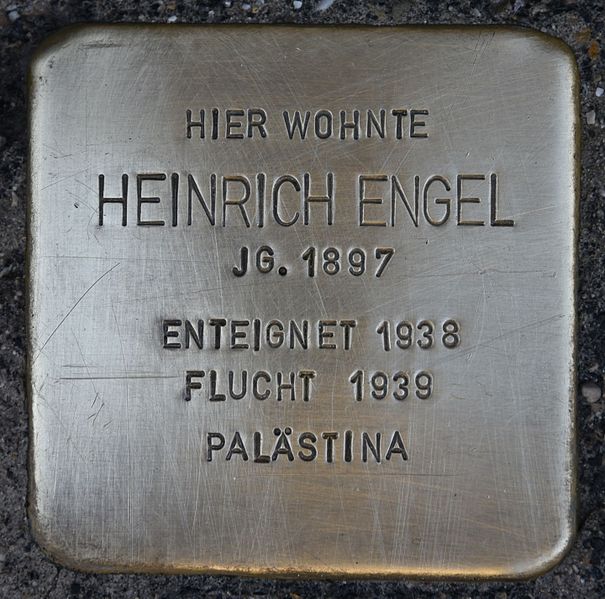 HIER WOHNTE
HEINRICH ENGEL
JG. 1897
ENTEIGNET 1938
FLUCHT 1939
PALÄSTINA